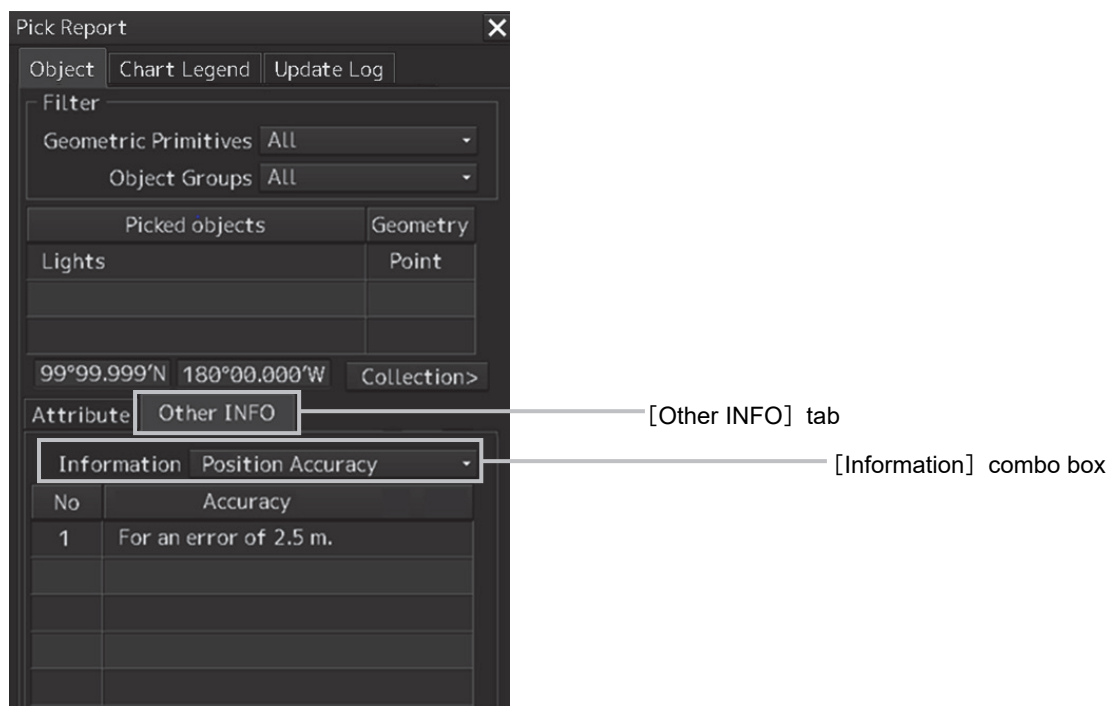 Pick Report
Object Chart Legend Update Log
Filter
Geometric Primitives All
Object Groups All
Picked objects Geometry
Lights Point
99°99.999′N 180°00.000′W Collection>
Attribute Other INFO [Other INFO] tab
Information Position Accuracy [Information] combo box
No Accuracy
1 For an error of 2.5 m.